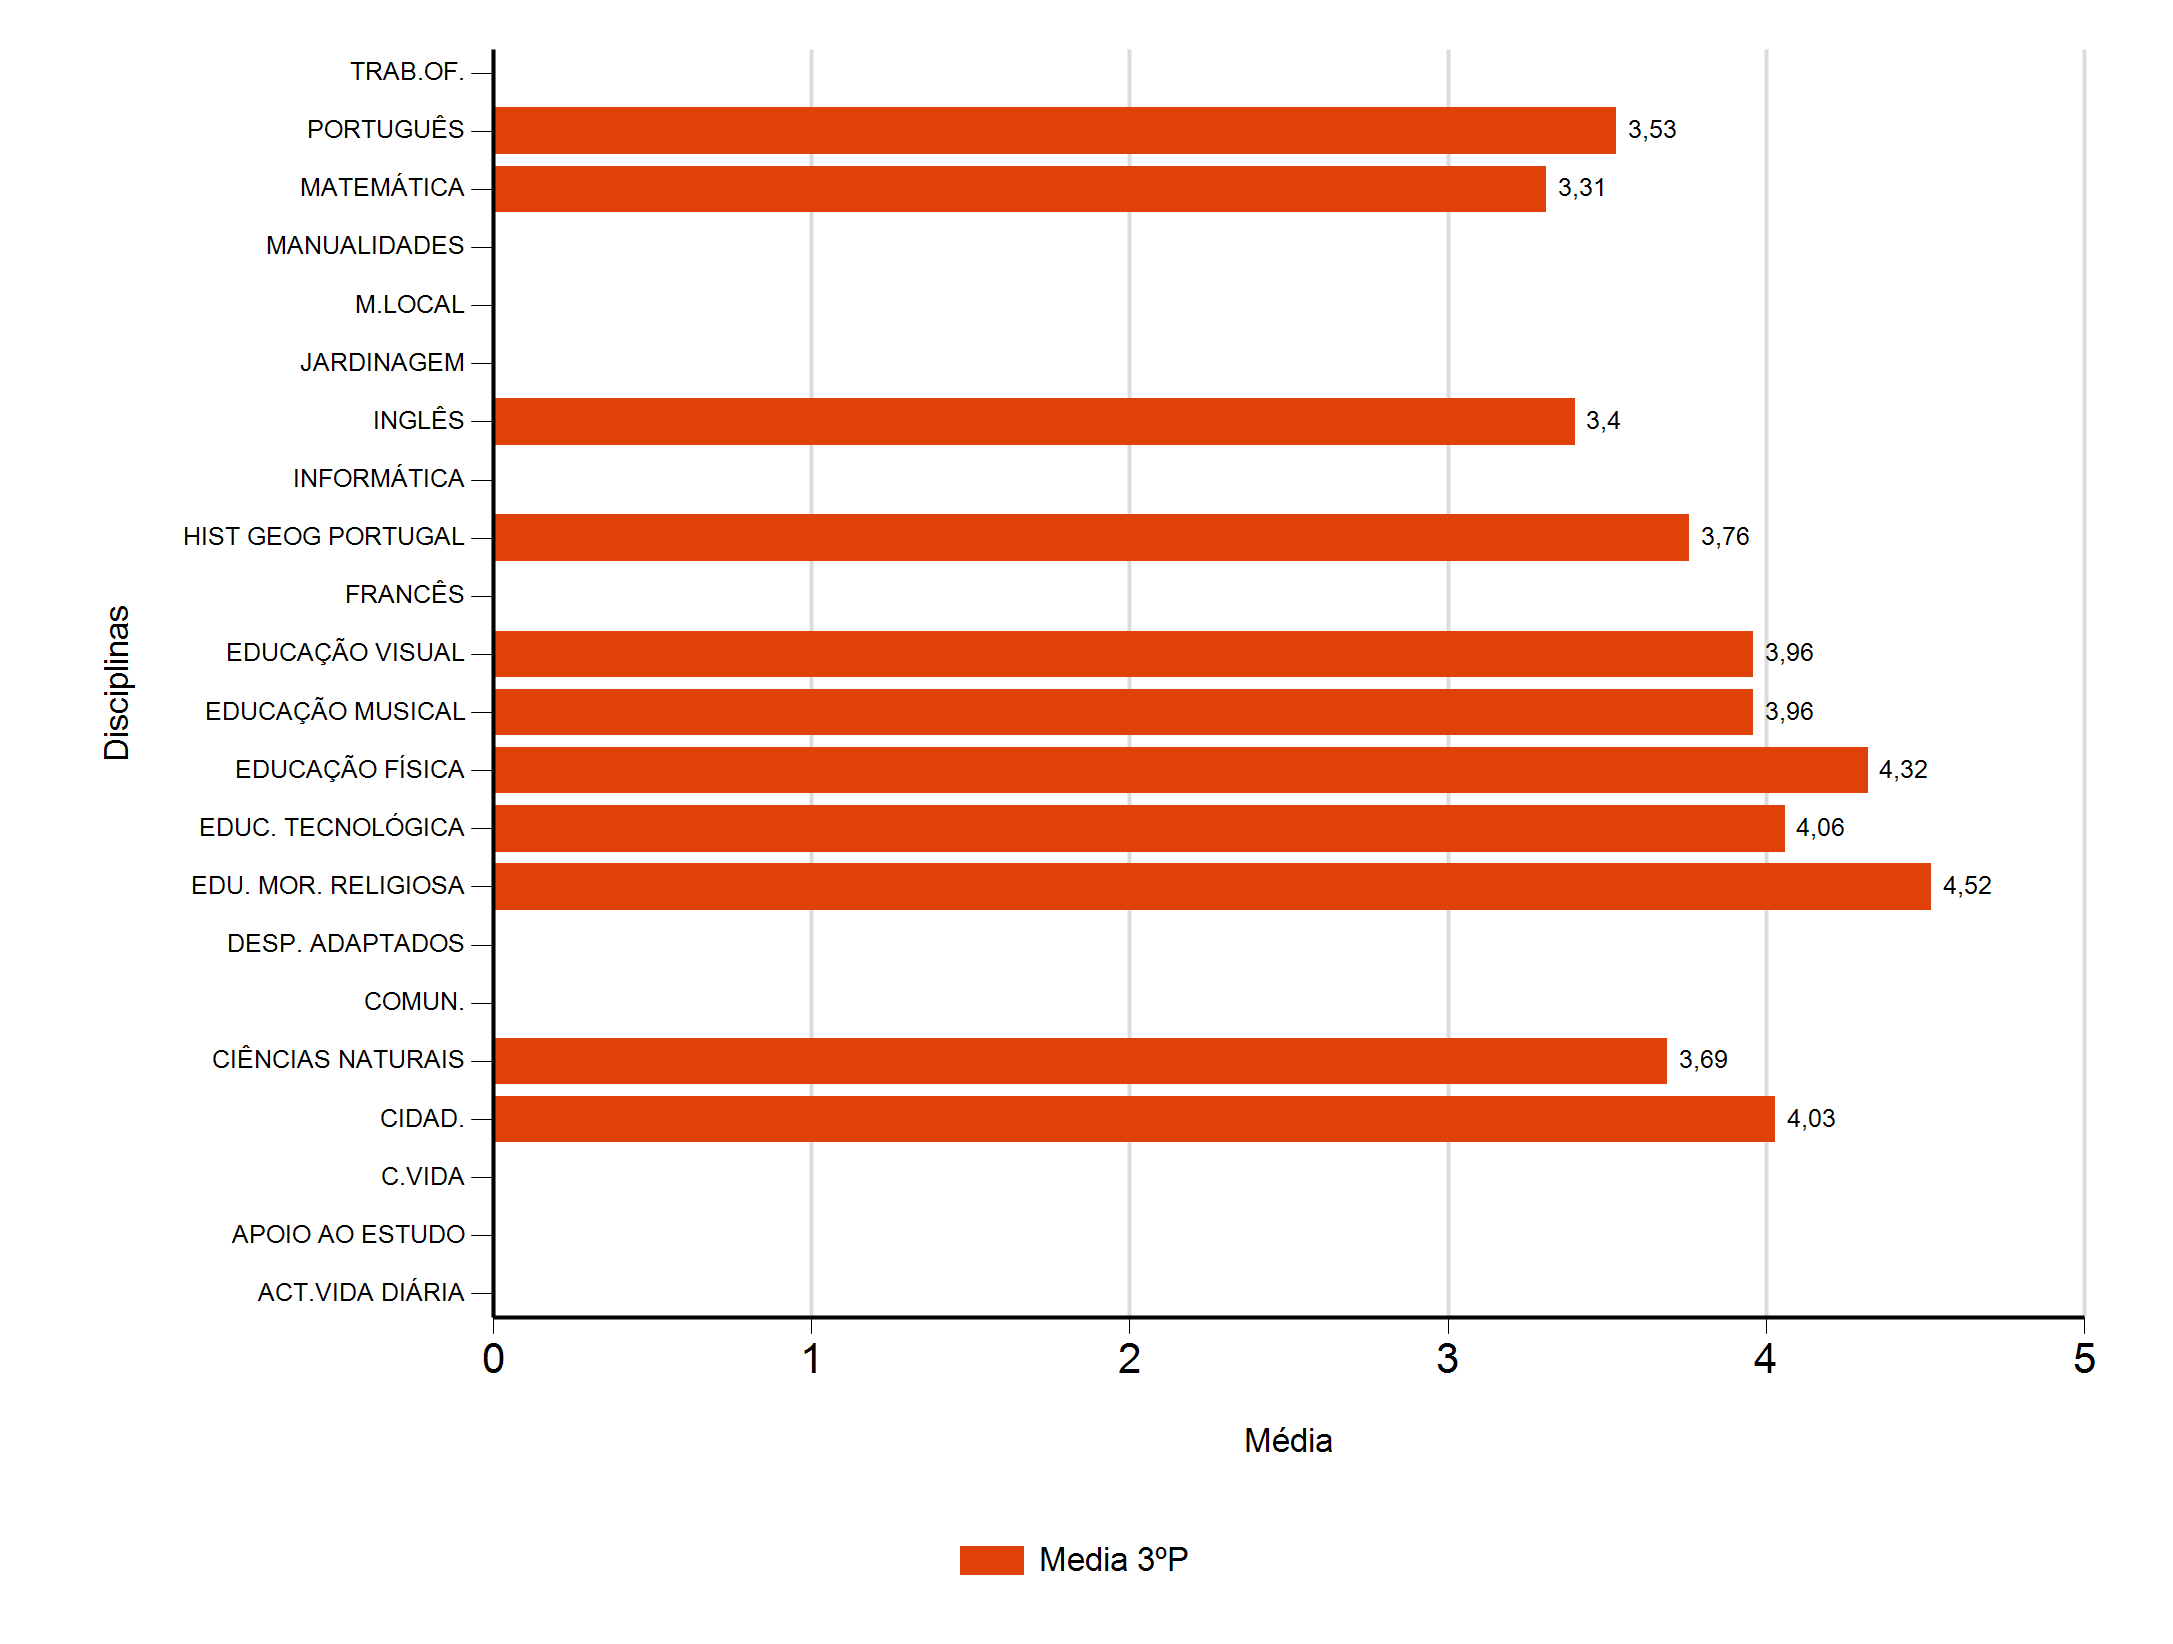 TRAB.OF.
PORTUGUÊS 3,53
MATEMÁTICA 3,31
MANUALIDADES
M.LOCAL
JARDINAGEM
INGLÊS 3,4
INFORMÁTICA
HIST GEOG PORTUGAL 3,76
FRANCÊS
EDUCAÇÃO VISUAL 3,96
EDUCAÇÃO MUSICAL 3,96
EDUCAÇÃO FÍSICA 4,32
EDUC. TECNOLÓGICA 4,06
EDU. MOR. RELIGIOSA 4,52
DESP. ADAPTADOS
COMUN.
CIÊNCIAS NATURAIS 3,69
CIDAD. 4,03
C.VIDA
APOIO AO ESTUDO
ACT.VIDA DIÁRIA
Disciplinas
0 1 2 3 4 5
Média
Media 3ºP